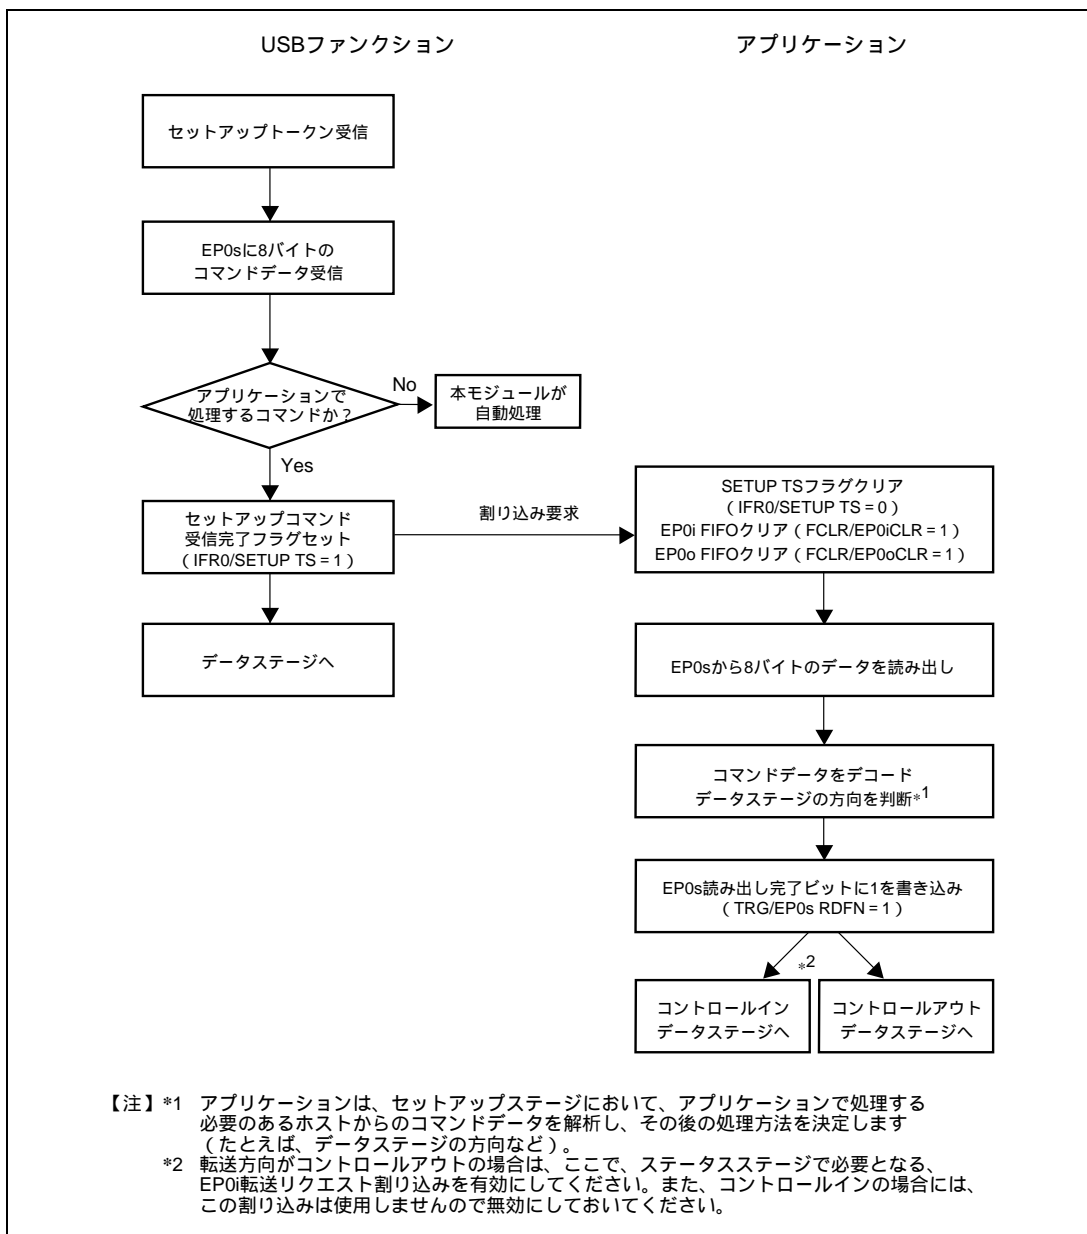 USBファンクション
アプリケーション
セットアップトークン受信
EP0sに8バイトの
コマンドデータ受信
アプリケーションで
処理するコマンドか？
No
本モジュールが
自動処理
Yes
セットアップコマンド
受信完了フラグセット
（IFR0/SETUP TS＝1）
割り込み要求
データステージへ
SETUP TSフラグクリア
（IFR0/SETUP TS＝0）
EP0i FIFOクリア（FCLR/EP0iCLR＝1）
EP0o FIFOクリア（FCLR/EP0oCLR＝1）
EP0sから8バイトのデータを読み出し
コマンドデータをデコード
データステージの方向を判断*1
EP0s読み出し完了ビットに1を書き込み
（TRG/EP0s RDFN＝1）
*2
コントロールイン
データステージへ
コントロールアウト
データステージへ
【注】*1 アプリケーションは、セットアップステージにおいて、アプリケーションで処理する
必要のあるホストからのコマンドデータを解析し、その後の処理方法を決定します
（たとえば、データステージの方向など）。
*2 転送方向がコントロールアウトの場合は、ここで、ステータスステージで必要となる、
EP0i転送リクエスト割り込みを有効にしてください。また、コントロールインの場合には、
この割り込みは使用しませんので無効にしておいてください。